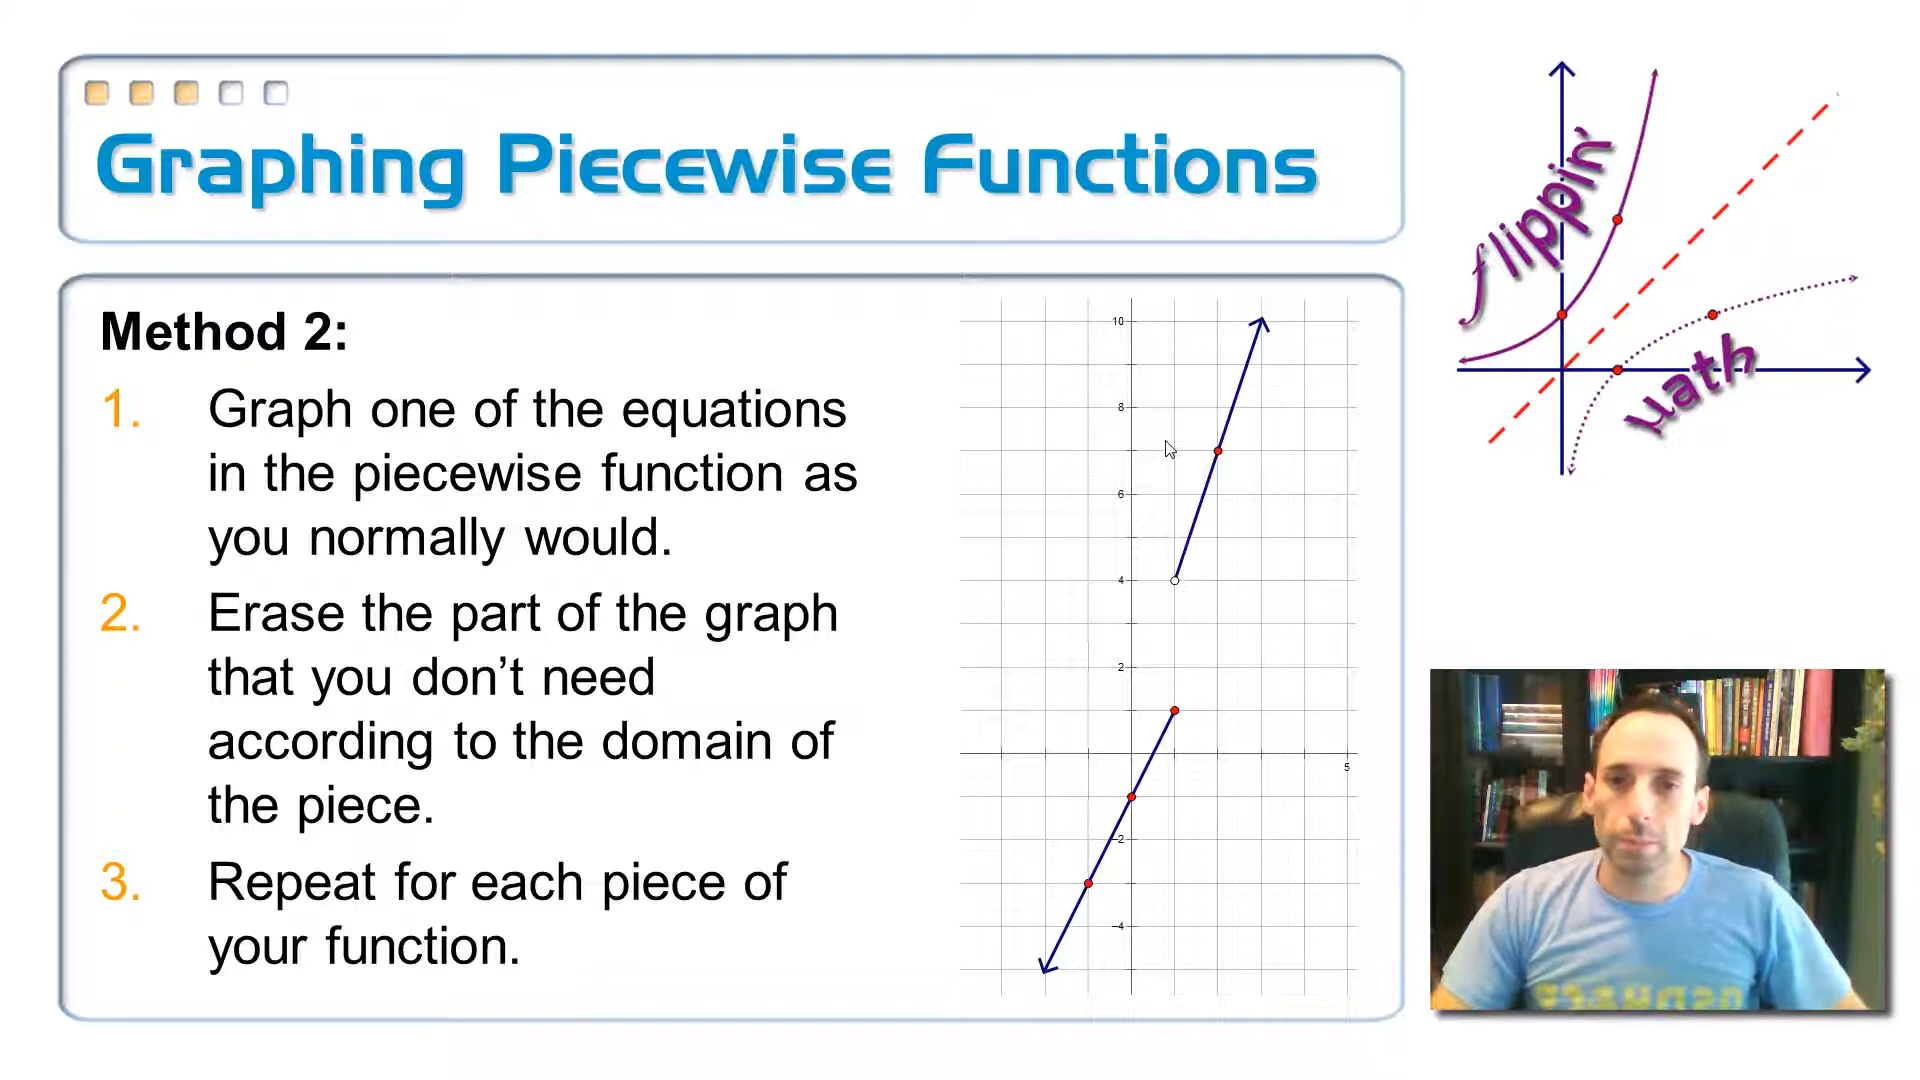 Graphing Piecewise Functions
flippin'
math
Method 2:
1. Graph one of the equations
in the piecewise function as
you normally would.
2. Erase the part of the graph
that you don’t need
according to the domain of
the piece.
3. Repeat for each piece of
your function.
10
8
6
4
2
5
-2
-4